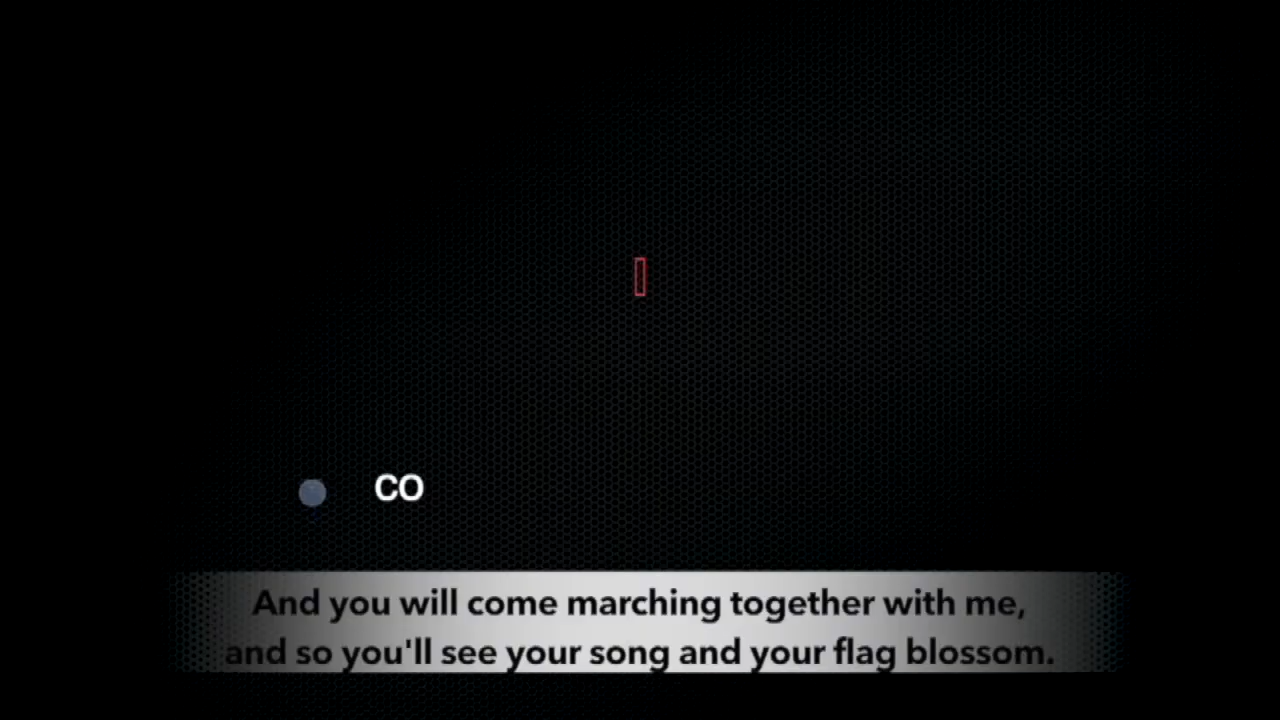 CO
And you will come marching together with me,
and so you'll see your song and your flag blossom.